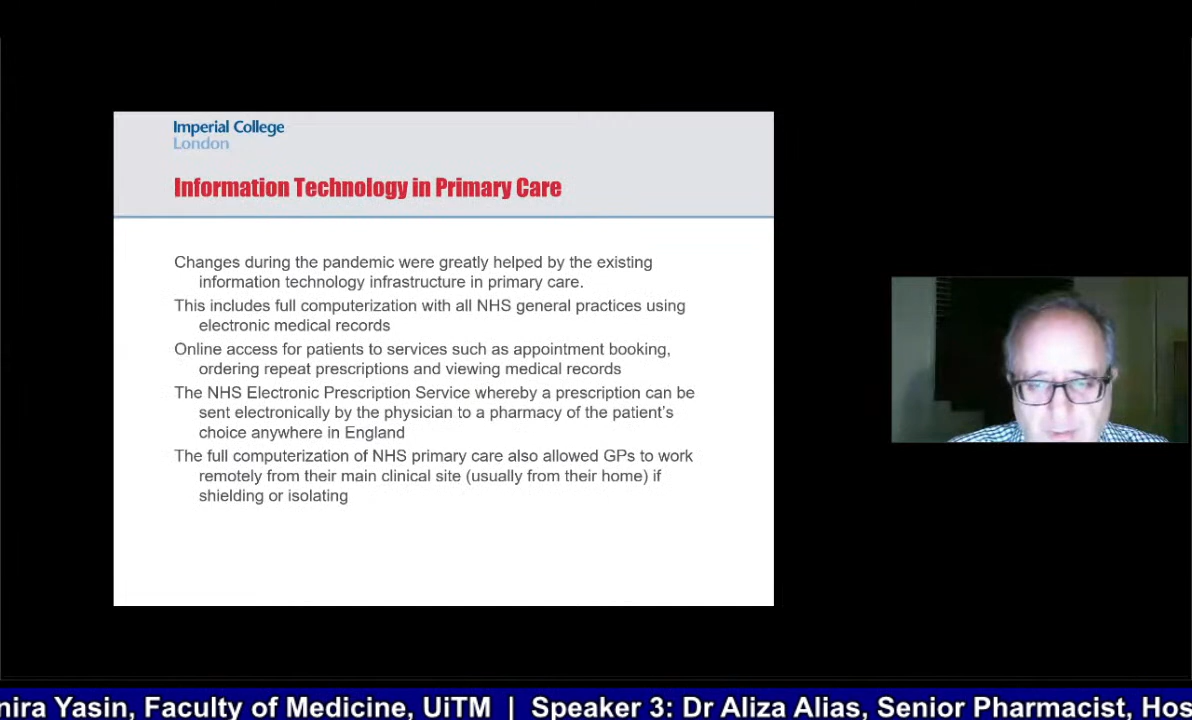 Imperial College
London
Information Technology in Primary Care
Changes during the pandemic were greatly helped by the existing
information technology infrastructure in primary care.
This includes full computerization with all NHS general practices using
electronic medical records
Online access for patients to services such as appointment booking,
ordering repeat prescriptions and viewing medical records
The NHS Electronic Prescription Service whereby a prescription can be
sent electronically by the physician to a pharmacy of the patient's
choice anywhere in England
The full computerization of NHS primary care also allowed GPs to work
remotely from their main clinical site (usually from their home) if
shielding or isolating
Yasin, Faculty of Medicine, UiTM | Speaker 3: Dr Aliza Alias, Senior Pharmacist,